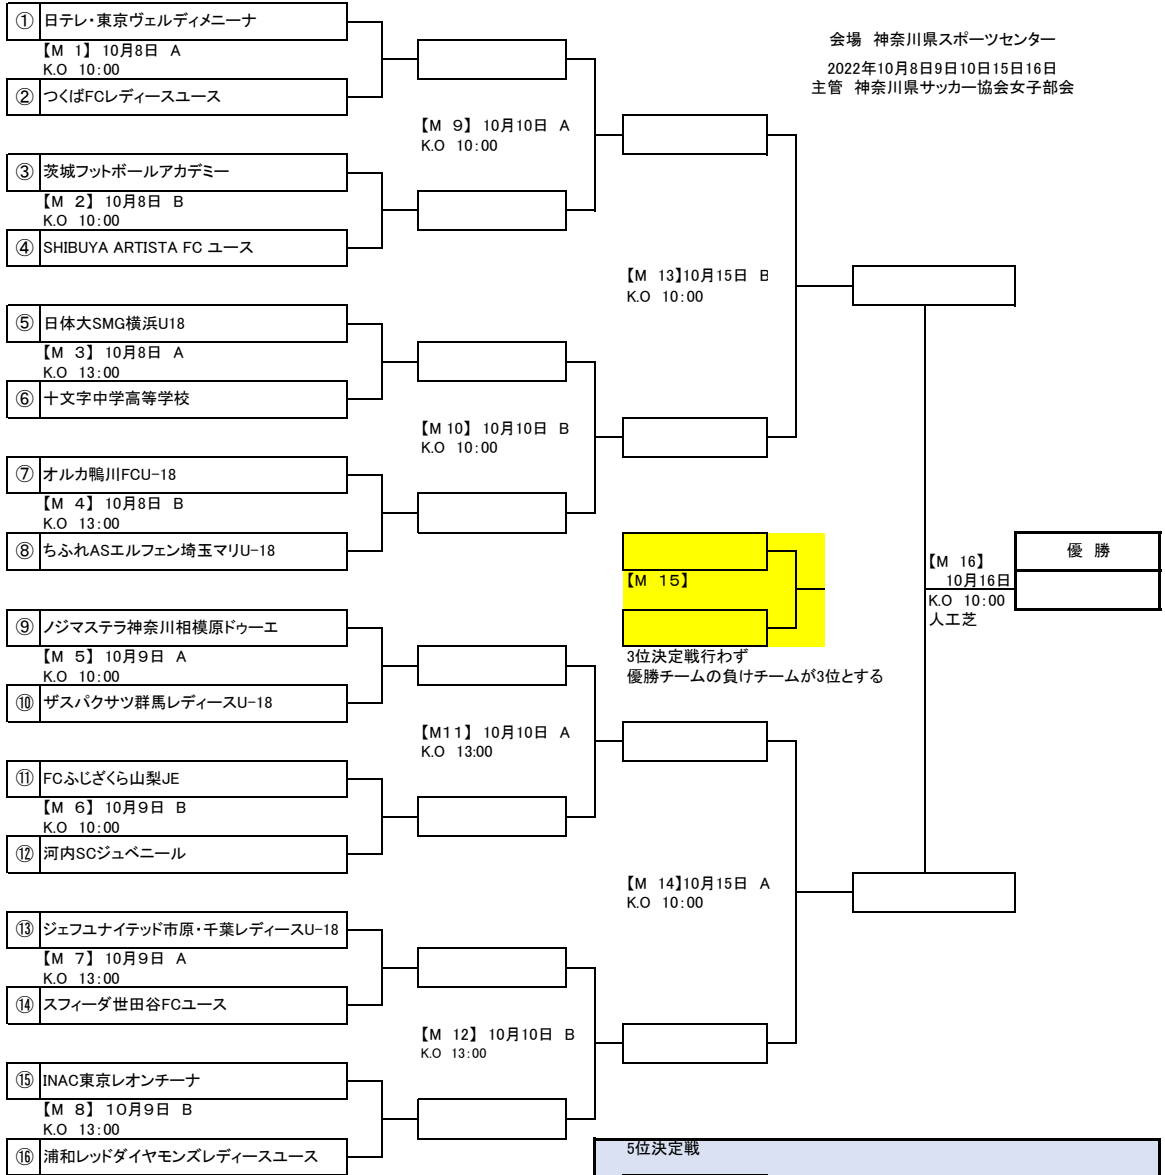 ① 日テレ・東京ヴェルディメニーナ
【M 1】 10月8日 A
K.O 10:00
② つくばFCレディースユース
会場 神奈川県スポーツセンター
2022年10月8日9日10日15日16日
主管 神奈川県サッカー協会女子部会
【M 9】 10月10日 A
K.O 10:00
③ 茨城フットボールアカデミー
【M 2】 10月8日 B
K.O 10:00
④ SHIBUYA ARTISTA FC ユース
【M 13】10月15日 B
K.O 10:00
⑤ 日体大SMG横浜U18
【M 3】 10月8日 A
K.O 13:00
⑥ 十文字中学高等学校
【M 10】 10月10日 B
K.O 10:00
⑦ オルカ鴨川FCU-18
【M 4】 10月8日 B
K.O 13:00
⑧ ちふれASエルフェン埼玉マリU-18
【M 15】
3位決定戦行わず
優勝チームの負けチームが3位とする
【M 16】
10月16日
K.O 10:00
人工芝
優 勝
⑨ ノジマステラ神奈川相模原ドゥーエ
【M 5】 10月9日 A
K.O 10:00
⑩ ザスパクサツ群馬レディースU-18
【M11】 10月10日 A
K.O 13:00
⑪ FCふじざくら山梨JE
【M 6】 10月9日 B
K.O 10:00
⑫ 河内SCジュベニール
【M 14】10月15日 A
K.O 10:00
⑬ ジェフユナイテッド市原・千葉レディースU-18
【M 7】 10月9日 A
K.O 13:00
⑭ スフィーダ世田谷FCユース
【M 12】 10月10日 B
K.O 13:00
⑮ INAC東京レオンチーナ
【M 8】 10月9日 B
K.O 13:00
⑯ 浦和レッドダイヤモンズレディースユース
5位決定戦